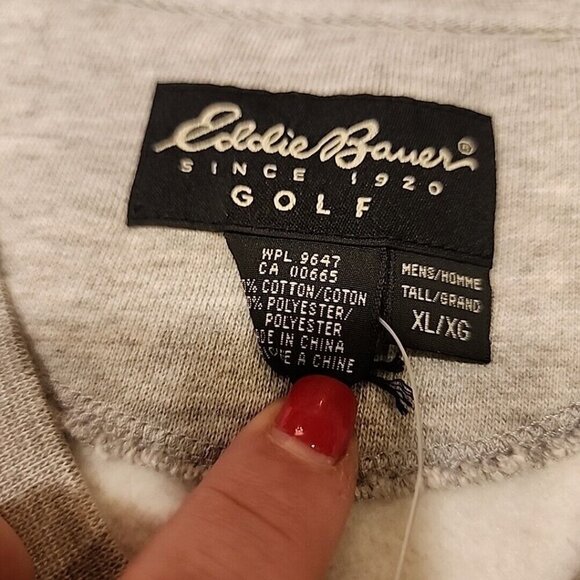 Eddie Bauer®
SINCE 1920
GOLF
WPL 9647
CA 00665
% COTTON/COTON
% POLYESTER/
POLYESTER
DE IN CHINA
A CHINE
MENS/HOMME
TALL/GRAND
XL/XG